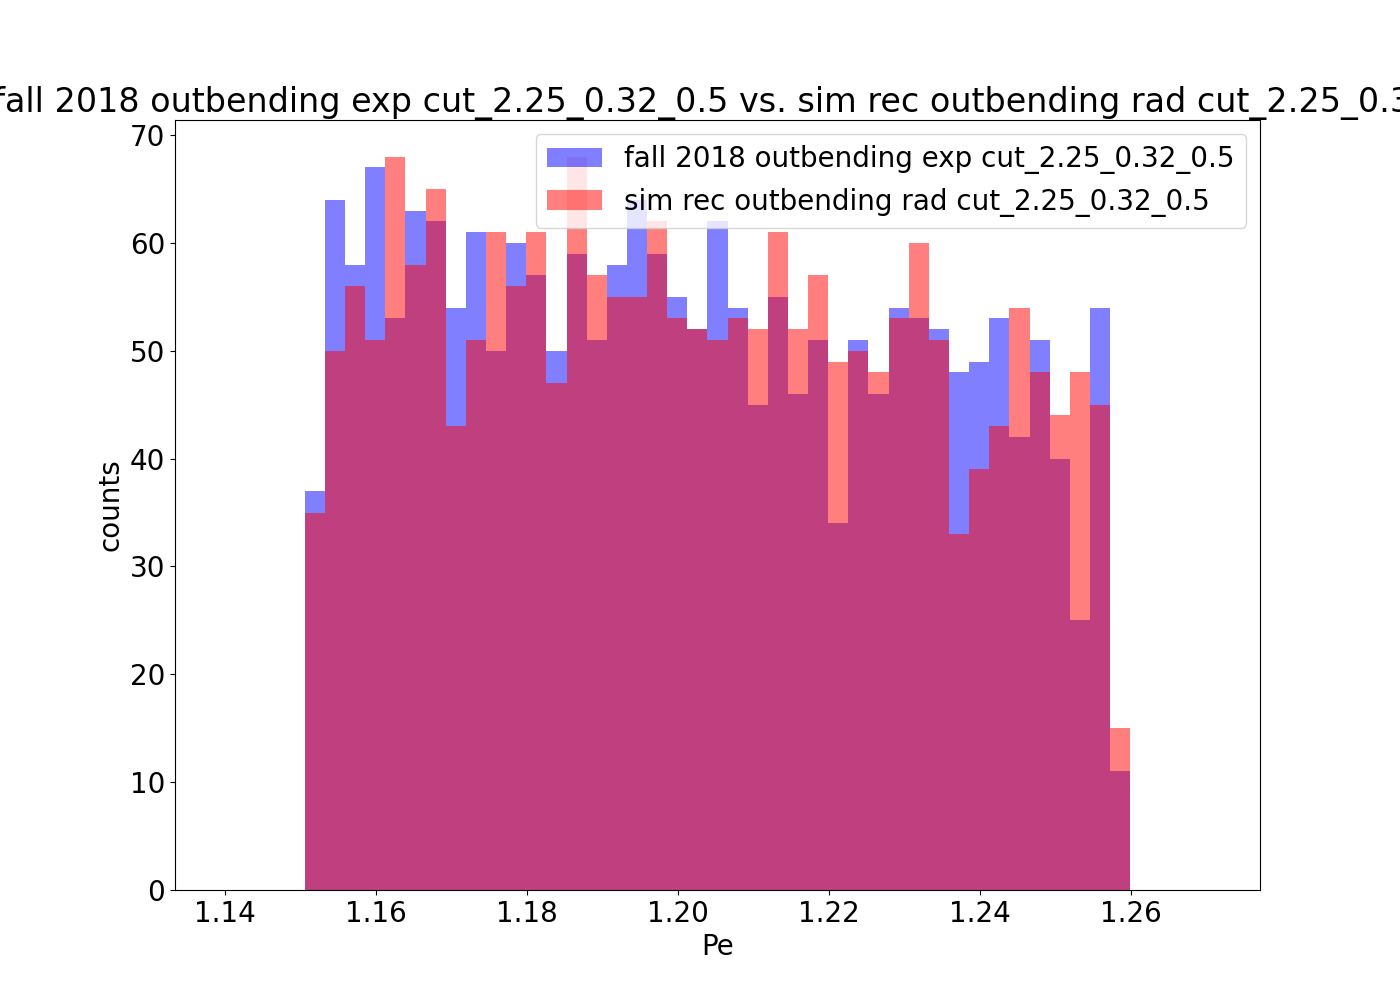 fall 2018 outbending exp cut_2.25_0.32_0.5 vs. sim rec outbending rad cut_2.25_0.3
70
60
50
40
30
20
10
0
counts
fall 2018 outbending exp cut_2.25_0.32_0.5
sim rec outbending rad cut_2.25_0.32_0.5
1.14 1.16 1.18 1.20 1.22 1.24 1.26
Pe